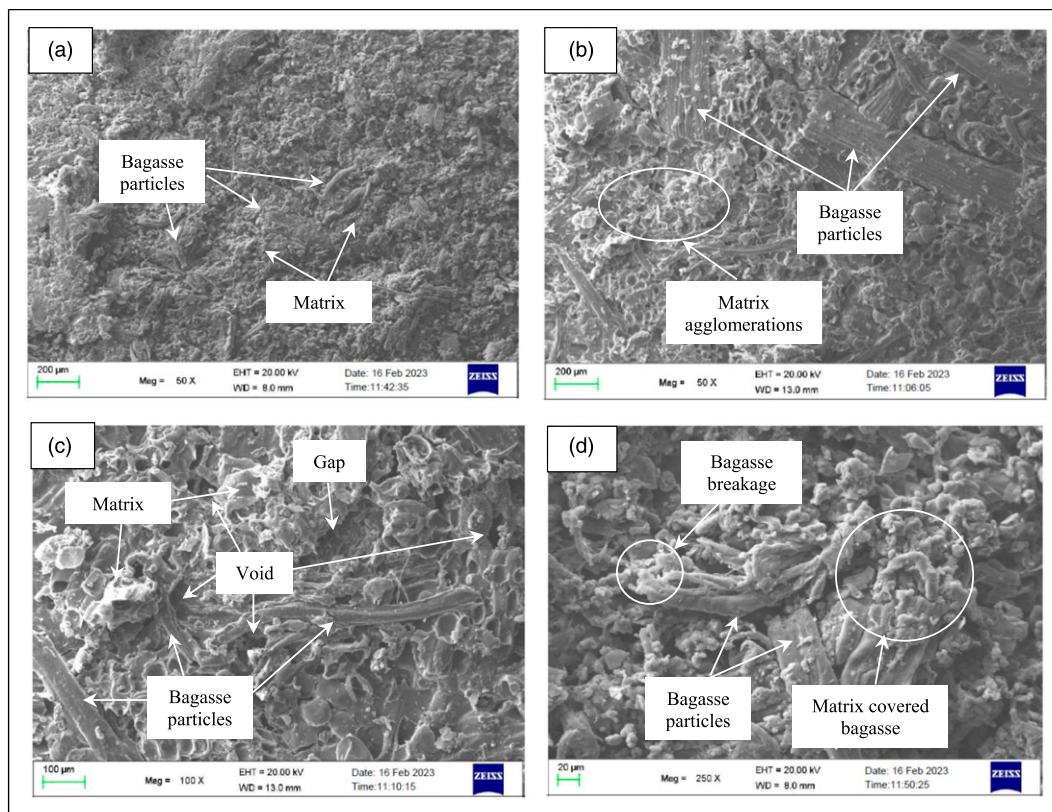 (a)
Bagasse
particles
Matrix
200 µm
Mag = 50 X
EHT = 20.00 kV
WD = 8.0 mm
Date: 16 Feb 2023
Time:11:42:35
ZEISS
(b)
Bagasse
particles
Matrix
agglomerations
200 µm
Mag = 50 X
EHT = 20.00 kV
WD = 13.0 mm
Date: 16 Feb 2023
Time:11:06:05
ZEISS
(c)
Gap
Matrix
Void
Bagasse
particles
100 µm
Mag = 100 X
EHT = 20.00 kV
WD = 13.0 mm
Date: 16 Feb 2023
Time:11:10:15
ZEISS
(d)
Bagasse
breakage
Bagasse
particles
Matrix covered
bagasse
20 µm
Mag = 250 X
EHT = 20.00 kV
WD = 8.0 mm
Date: 16 Feb 2023
Time:11:50:25
ZEISS